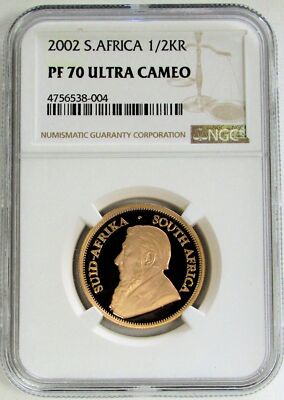 2002 S.AFRICA 1/2KR
PF 70 ULTRA CAMEO
4756538-004
NUMISMATIC GUARANTY CORPORATION
NGC
SUID-AFRIKA • SOUTH AFRICA